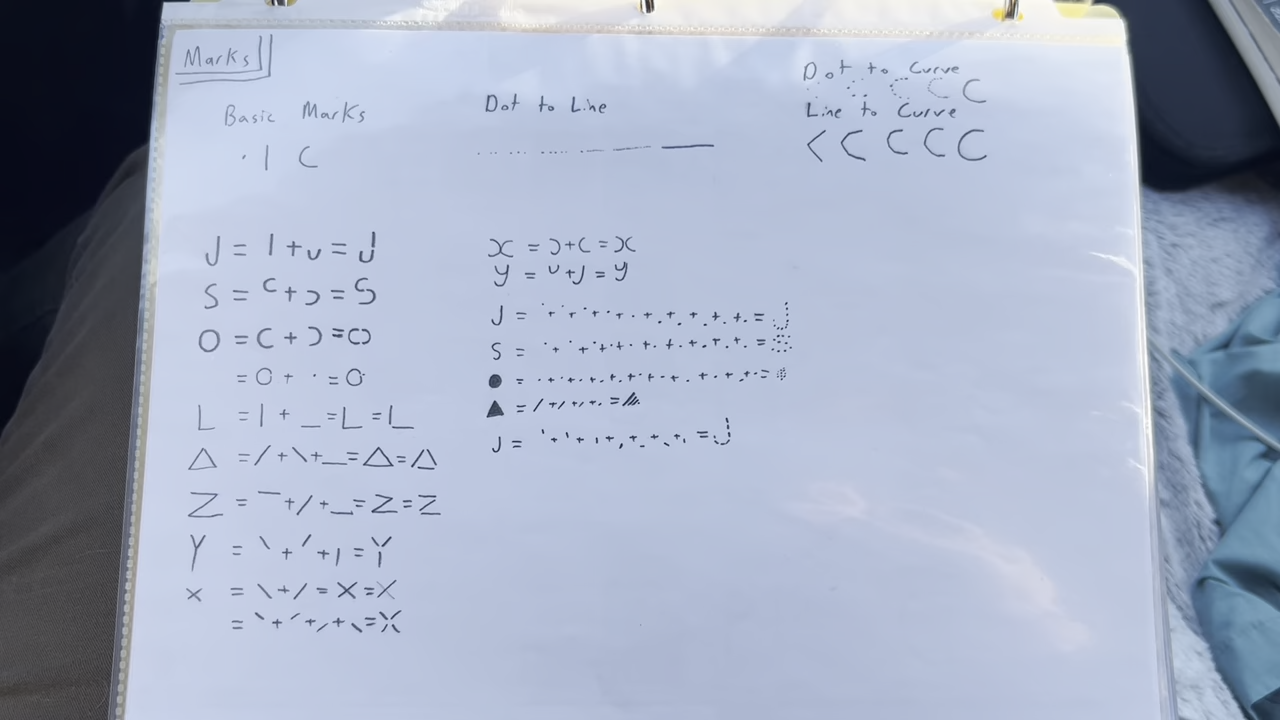 Marks
Basic Marks
· | C
Dot to Line
Dot to Curve
Line to Curve
< C C C C
J = | + ᴗ = J
S = C + Ɔ = S
O = C + Ɔ = O
= O + · = O
L = | + _ = L = L
△ = / + \ + _ = △ = △
Z = ‾ + / + _ = Z = Z
Y = \ + / + | = Y
x = \ + / = X = X
= \ + / + / + \ = X
x = Ɔ + C = x
y = ᴗ + J = y
J = · + · + · + · + · + · + · + · + · + · = J
S = · + · + · + · + · + · + · + · + · + · = S
● = · + · + · + · + · + · + · + · + · + · =
▲ = / + / + / + / + . =
J = ' + ' + ı + , + - + \ + ı = J